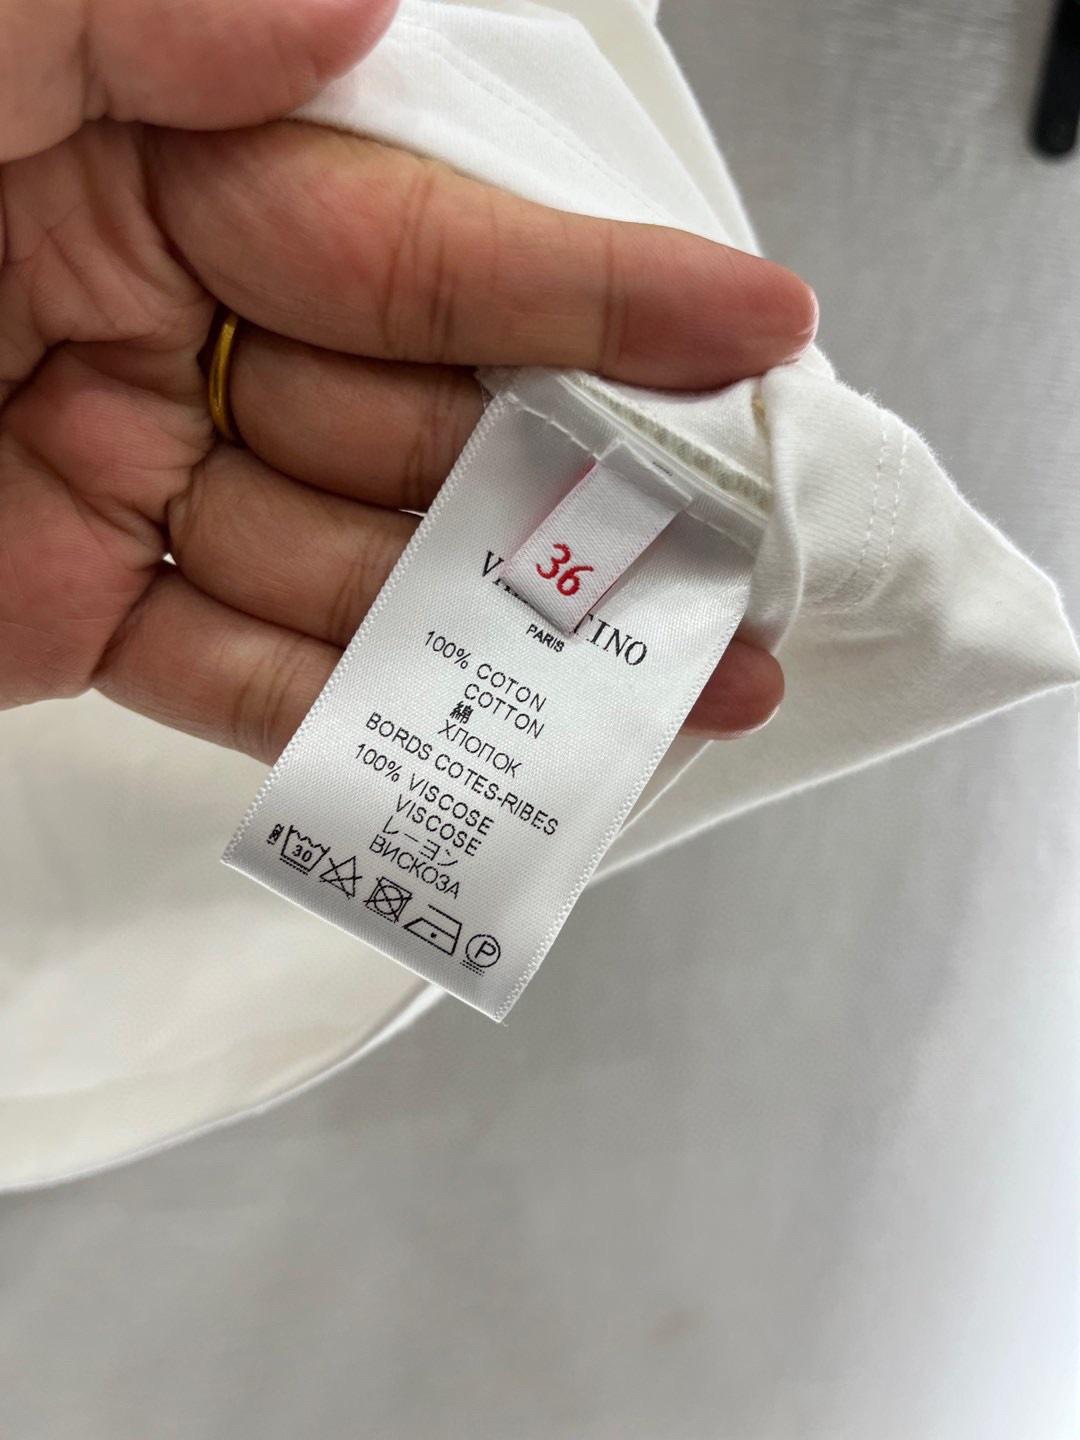 36
PARIS
100% COTON
COTTON
綿
ХЛОПОК
BORDS COTES-RIBES
100% VISCOSE
VISCOSE
レーヨン
ВИСКОЗА
30
P